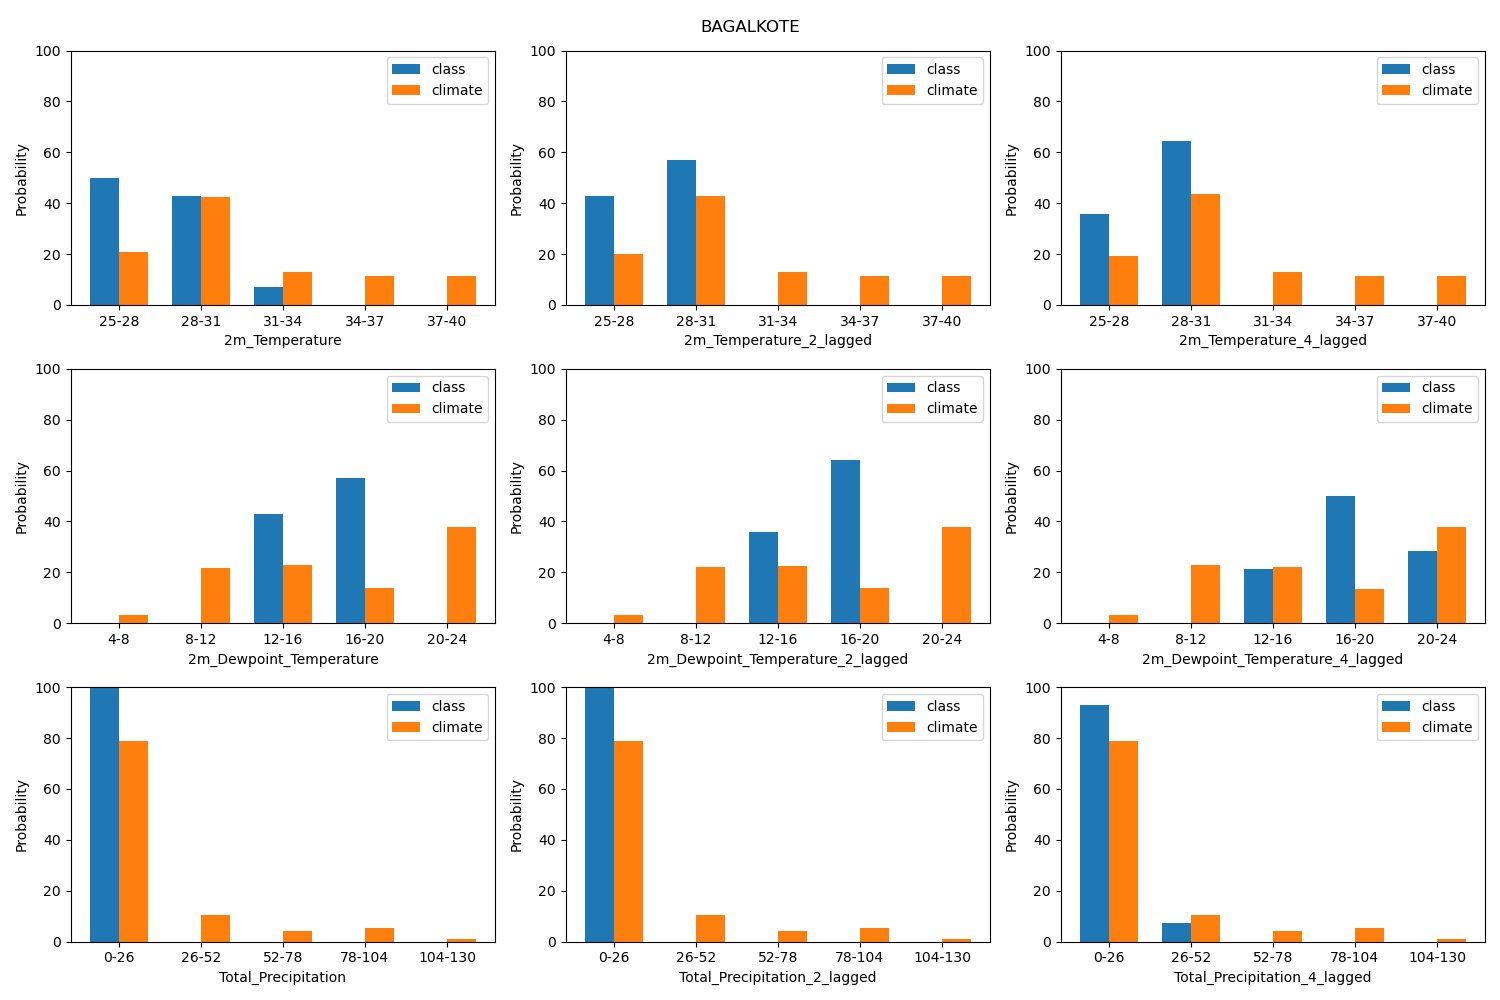 BAGALKOTE
100
80
60
40
20
0
Probability
class
climate
25-28 28-31 31-34 34-37 37-40
2m_Temperature
100
80
60
40
20
0
Probability
class
climate
25-28 28-31 31-34 34-37 37-40
2m_Temperature_2_lagged
100
80
60
40
20
0
Probability
class
climate
25-28 28-31 31-34 34-37 37-40
2m_Temperature_4_lagged
100
80
60
40
20
0
Probability
class
climate
4-8 8-12 12-16 16-20 20-24
2m_Dewpoint_Temperature
100
80
60
40
20
0
Probability
class
climate
4-8 8-12 12-16 16-20 20-24
2m_Dewpoint_Temperature_2_lagged
100
80
60
40
20
0
Probability
class
climate
4-8 8-12 12-16 16-20 20-24
2m_Dewpoint_Temperature_4_lagged
100
80
60
40
20
0
Probability
class
climate
0-26 26-52 52-78 78-104 104-130
Total_Precipitation
100
80
60
40
20
0
Probability
class
climate
0-26 26-52 52-78 78-104 104-130
Total_Precipitation_2_lagged
100
80
60
40
20
0
Probability
class
climate
0-26 26-52 52-78 78-104 104-130
Total_Precipitation_4_lagged